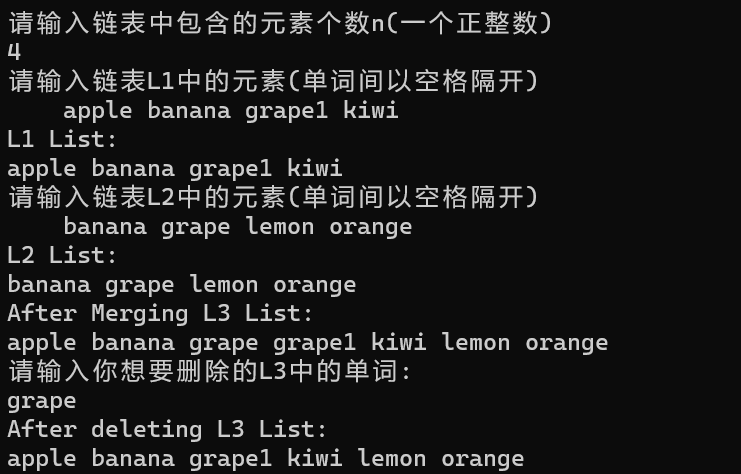 请输入链表中包含的元素个数n(一个正整数)
4
请输入链表L1中的元素(单词间以空格隔开)
    apple banana grape1 kiwi
L1 List:
apple banana grape1 kiwi
请输入链表L2中的元素(单词间以空格隔开)
    banana grape lemon orange
L2 List:
banana grape lemon orange
After Merging L3 List:
apple banana grape grape1 kiwi lemon orange
请输入你想要删除的L3中的单词:
grape
After deleting L3 List:
apple banana grape1 kiwi lemon orange